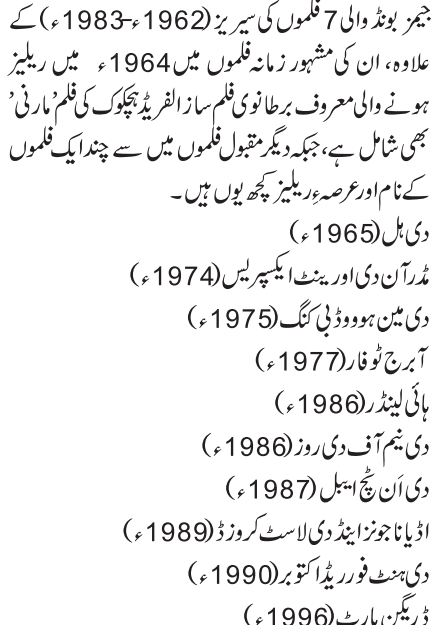 جیمز بونڈ والی 7 فلموں کی سیریز (1962ء–1983ء) کے
علاوہ، ان کی مشہور زمانہ فلموں میں 1964ء میں ریلیز
ہونے والی معروف برطانوی فلم ساز الفریڈ ہچکوک کی فلم ’مارنی‘
بھی شامل ہے، جبکہ دیگر مقبول فلموں میں سے چند ایک فلموں
کے نام اور عرصہءِ ریلیز کچھ یوں ہیں۔
دی ہل (1965ء)
مڈر آن دی اورینٹ ایکسپریس (1974ء)
دی مین ہو ووڈ بی کنگ (1975ء)
آ برج ٹو فار (1977ء)
ہائی لینڈر (1986ء)
دی نیم آف دی روز (1986ء)
دی اَن ٹچ ایبل (1987ء)
اڈیانا جونز اینڈ دی لاسٹ کروزڈ (1989ء)
دی ہنٹ فور ریڈ اکتوبر (1990ء)
ڈریگن ہارٹ (1996ء)